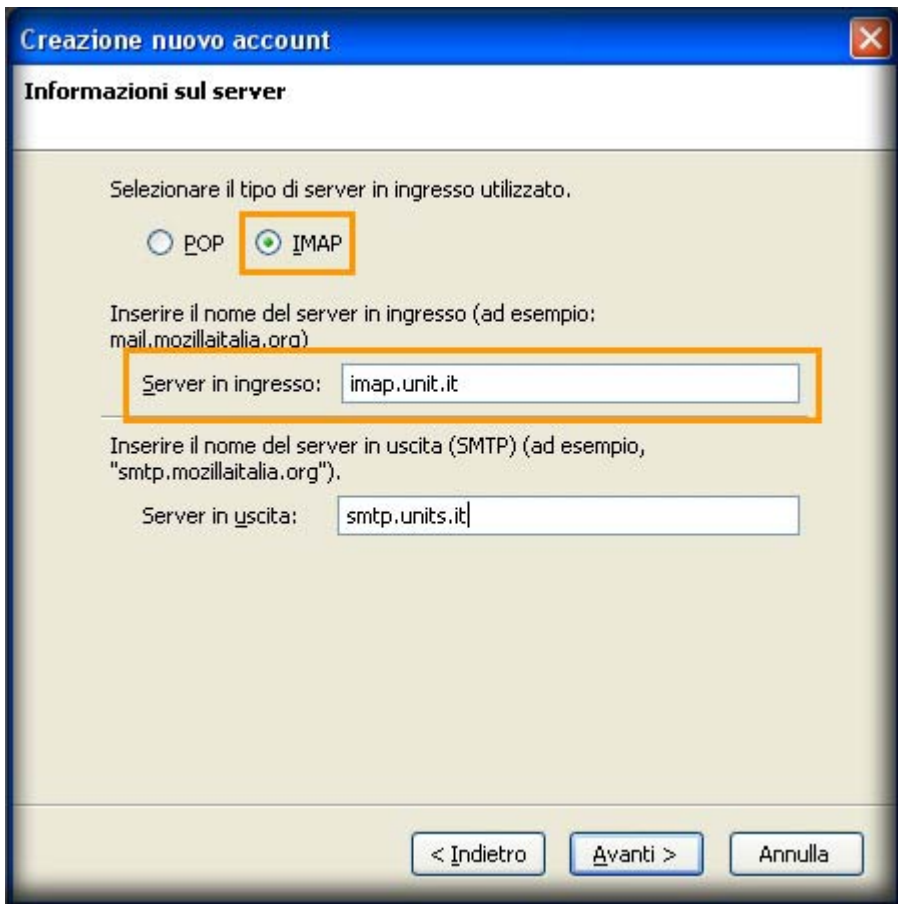 Creazione nuovo account
Informazioni sul server
Selezionare il tipo di server in ingresso utilizzato.
POP IMAP
Inserire il nome del server in ingresso (ad esempio:
mail.mozillaitalia.org)
Server in ingresso: imap.unit.it
Inserire il nome del server in uscita (SMTP) (ad esempio,
"smtp.mozillaitalia.org").
Server in uscita: smtp.units.it
< Indietro Avanti > Annulla